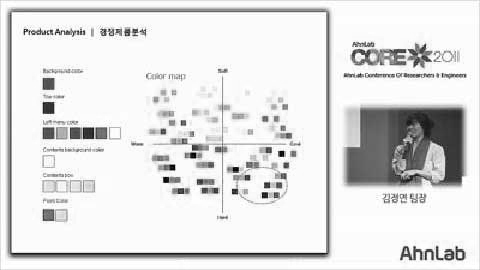 Product Analysis | 경쟁제품분석
Background color
Top color
Left menu color
Contents background color
Contents box
Point Color
Color map
Soft
Warm
Cool
Hard
AhnLab
CORE 2011
AhnLab Conference Of Researchers & Engineers
김경연 팀장
AhnLab